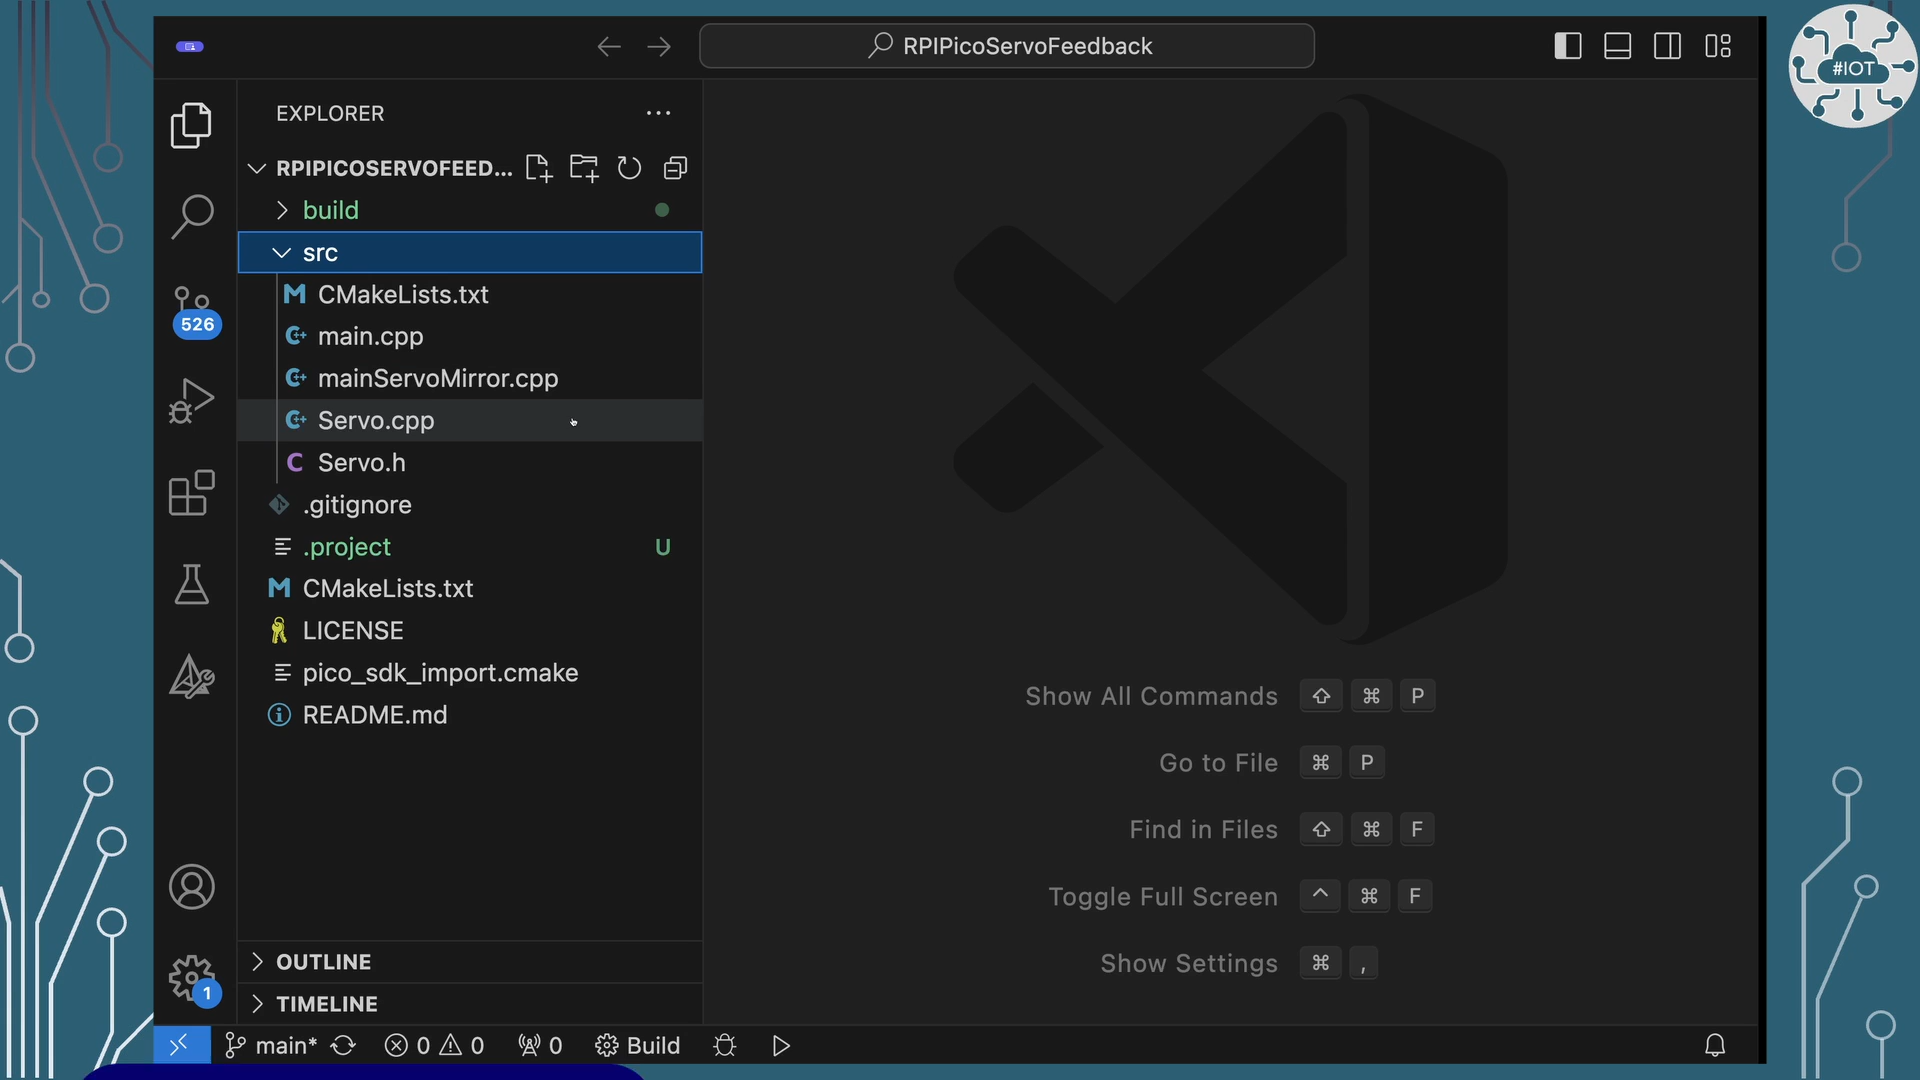 RPIPicoServoFeedback
#IOT
EXPLORER
RPIPICOSERVOFEED...
build
src
CMakeLists.txt
main.cpp
mainServoMirror.cpp
Servo.cpp
Servo.h
.gitignore
.project U
CMakeLists.txt
LICENSE
pico_sdk_import.cmake
README.md
526
1
OUTLINE
TIMELINE
Show All Commands ⇧ ⌘ P
Go to File ⌘ P
Find in Files ⇧ ⌘ F
Toggle Full Screen ^ ⌘ F
Show Settings ⌘ ,
main* 0 0 0 Build